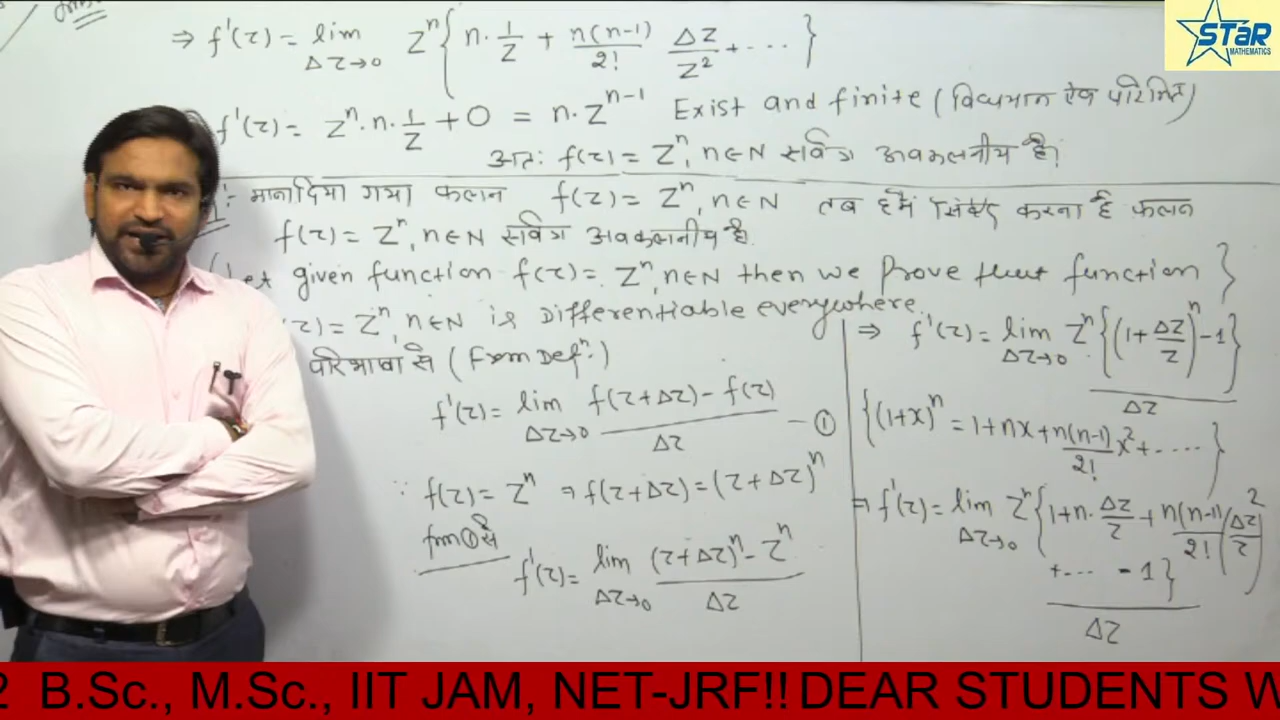 ⇒ f'(z) = lim Δz→0 z^n { n·1/z + n(n-1)/2! Δz/z² + ··· }
f'(z) = z^n·n·1/z + 0 = n·z^(n-1) Exist and finite (विधमान ऐंव परिमित)
अतः f(z) = z^n, n∈N सर्वत्र अवकलनीय है।
: माना दिया गया फलन f(z) = z^n, n∈N तब हमें सिध्द करना है फलन
f(z) = z^n, n∈N सर्वत्र अवकलनीय है।
given function f(z) = z^n, n∈N then we Prove that function }
(z) = z^n, n∈N is Differentiable everywhere.
परिभाषा से (From Defn.)
f'(z) = lim Δz→0 f(z+Δz) - f(z) / Δz — ①
∵ f(z) = z^n ⇒ f(z+Δz) = (z+Δz)^n
from ① से
f'(z) = lim Δz→0 (z+Δz)^n - z^n / Δz
⇒ f'(z) = lim Δz→0 z^n {(1+Δz/z)^n - 1} / Δz
{(1+x)^n = 1+nx+n(n-1)/2! x² + ····}
⇒ f'(z) = lim Δz→0 z^n {1+n·Δz/z + n(n-1)/2! (Δz/z)²
+···· - 1} / Δz
STAR
MATHEMATICS
2 B.Sc., M.Sc., IIT JAM, NET-JRF!! DEAR STUDENTS W